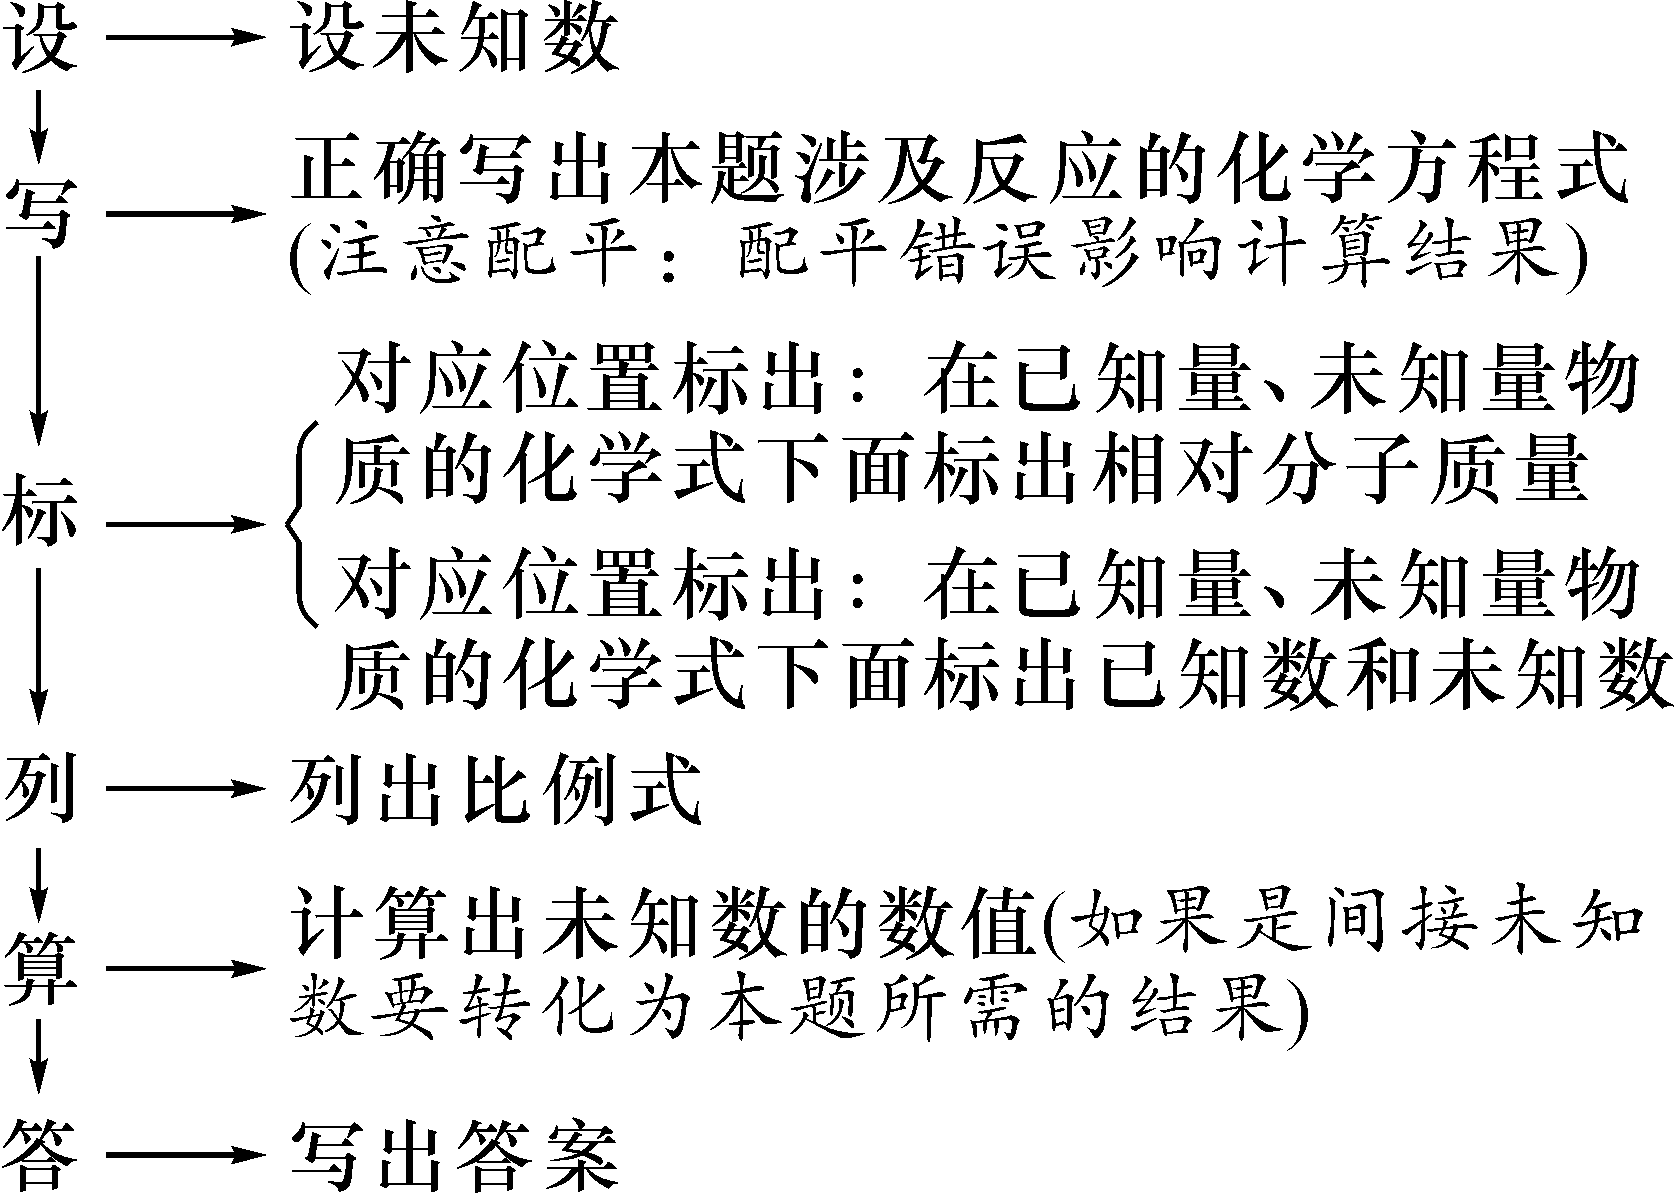 设 设未知数
写 正确写出本题涉及反应的化学方程式
(注意配平：配平错误影响计算结果)
对应位置标出：在已知量、未知量物
质的化学式下面标出相对分子质量
标
对应位置标出：在已知量、未知量物
质的化学式下面标出已知数和未知数
列 列出比例式
算 计算出未知数的数值(如果是间接未知
数要转化为本题所需的结果)
答 写出答案